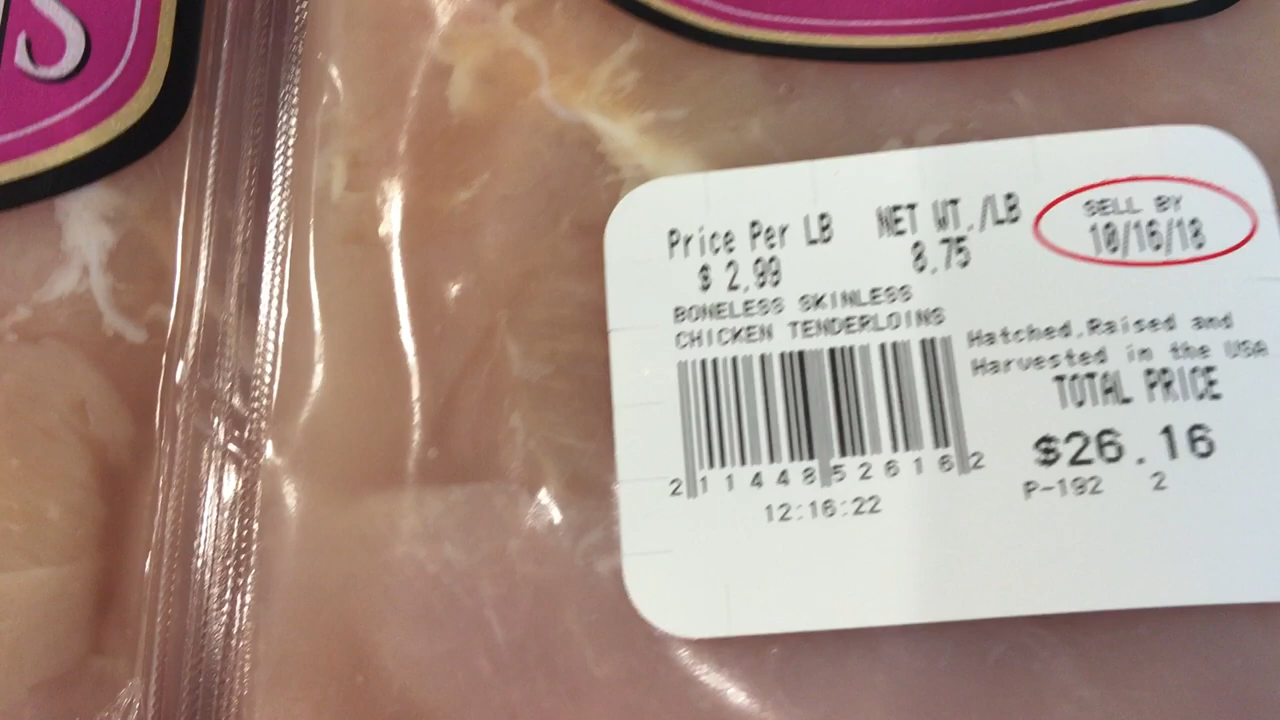 S
Price Per LB NET WT./LB SELL BY
$ 2.99 8.75 10/16/18
BONELESS SKINLESS
CHICKEN TENDERLOINS
Hatched,Raised and
Harvested in the USA
TOTAL PRICE
$26.16
P-192 2
2 11448 52616 2
12:16:22